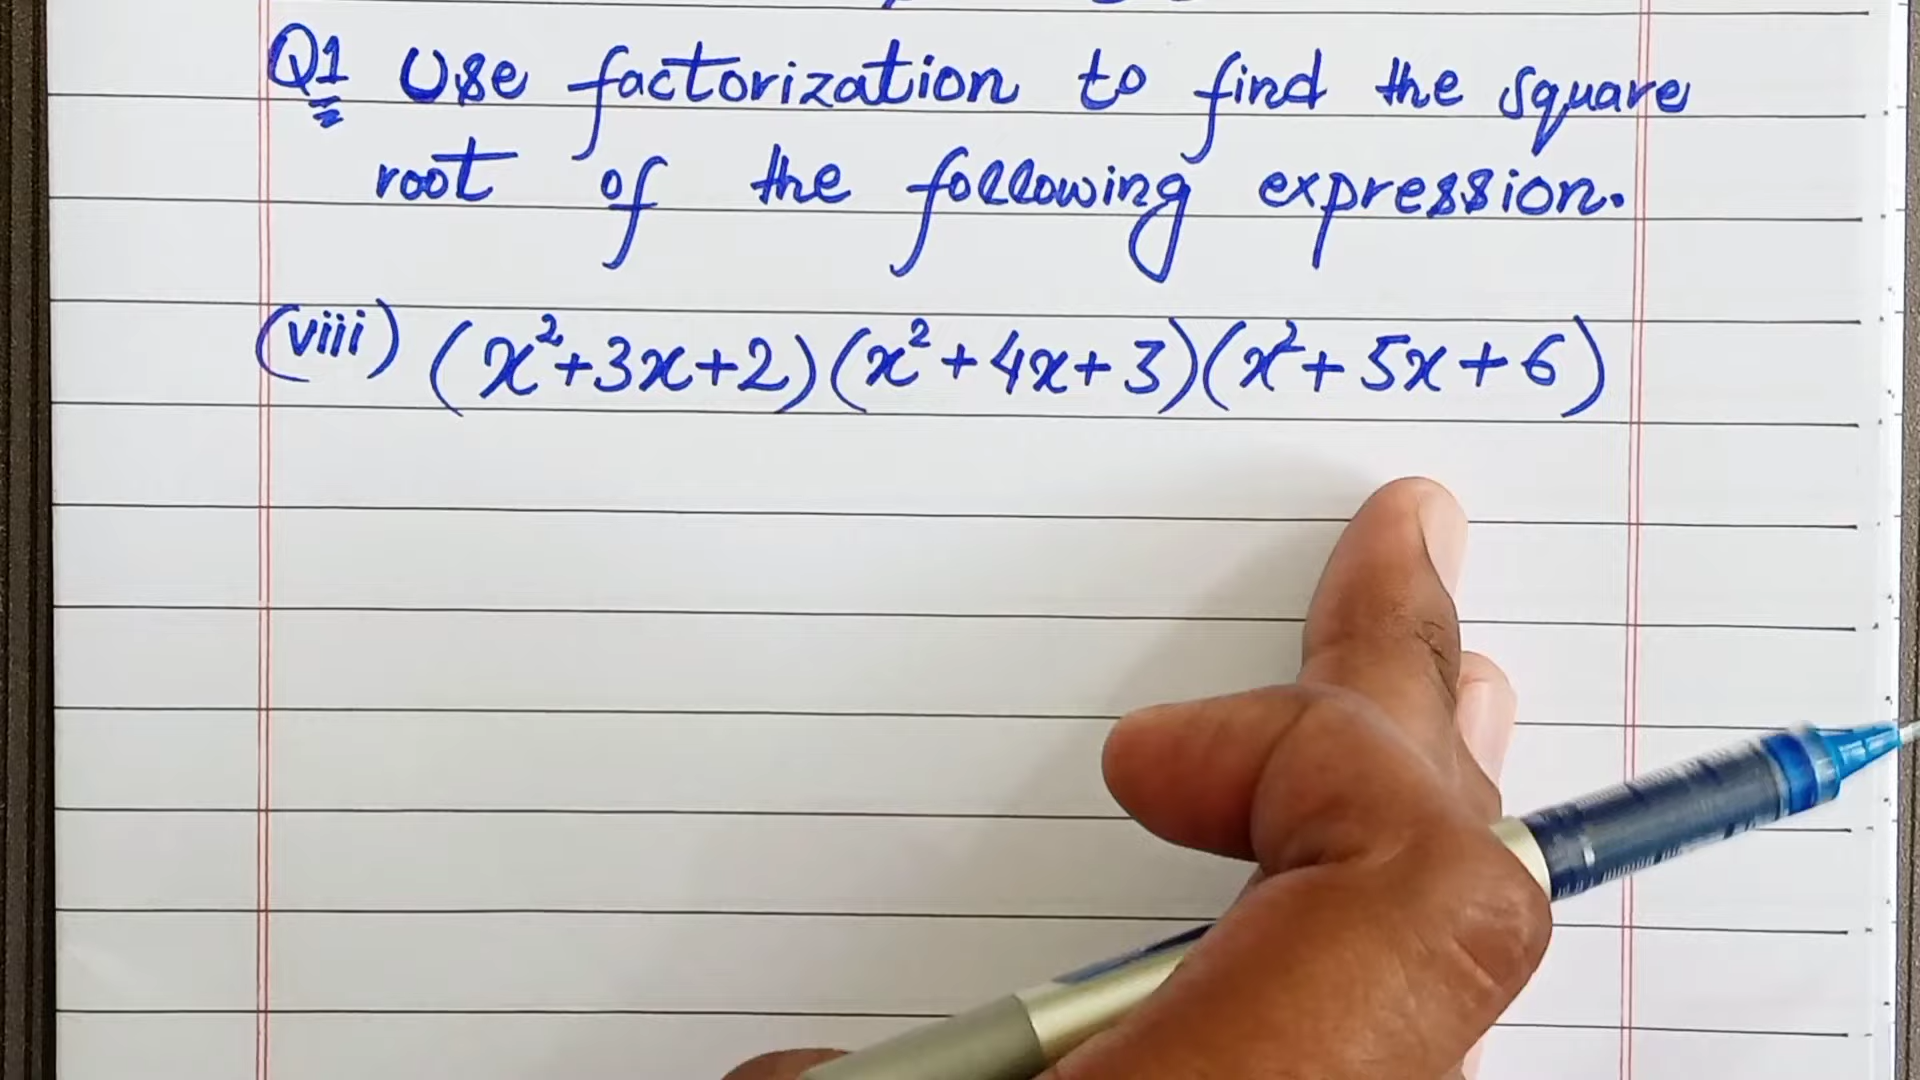 Q1 Use factorization to find the square
root of the following expression.
(viii) (x²+3x+2)(x²+4x+3)(x²+5x+6)